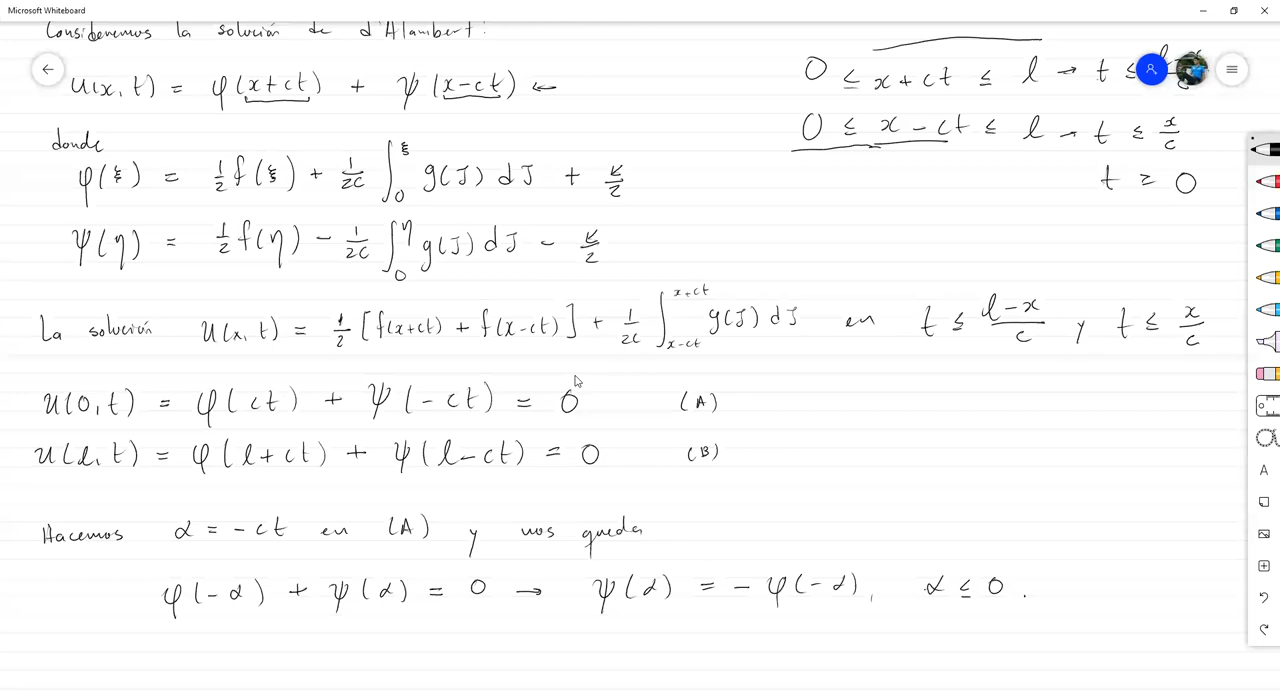 Microsoft Whiteboard
Consideremos la solución de d'Alambert:
u(x,t) = φ(x+ct) + ψ(x-ct) ←
0 ≤ x+ct ≤ l → t ≤
0 ≤ x-ct ≤ l → t ≤ x/c
t ≥ 0
donde
φ(ξ) = 1/2 f(ξ) + 1/2c ∫₀^ξ g(J) dJ + K/2
ψ(η) = 1/2 f(η) - 1/2c ∫₀^η g(J) dJ - K/2
La solución u(x,t) = 1/2 [f(x+ct) + f(x-ct)] + 1/2c ∫_{x-ct}^{x+ct} g(J) dJ en t ≤ (l-x)/c y t ≤ x/c
u(0,t) = φ(ct) + ψ(-ct) = 0 (A)
u(l,t) = φ(l+ct) + ψ(l-ct) = 0 (B)
Hacemos α = -ct en (A) y nos queda
φ(-α) + ψ(α) = 0 → ψ(α) = -φ(-α), α ≤ 0.
A